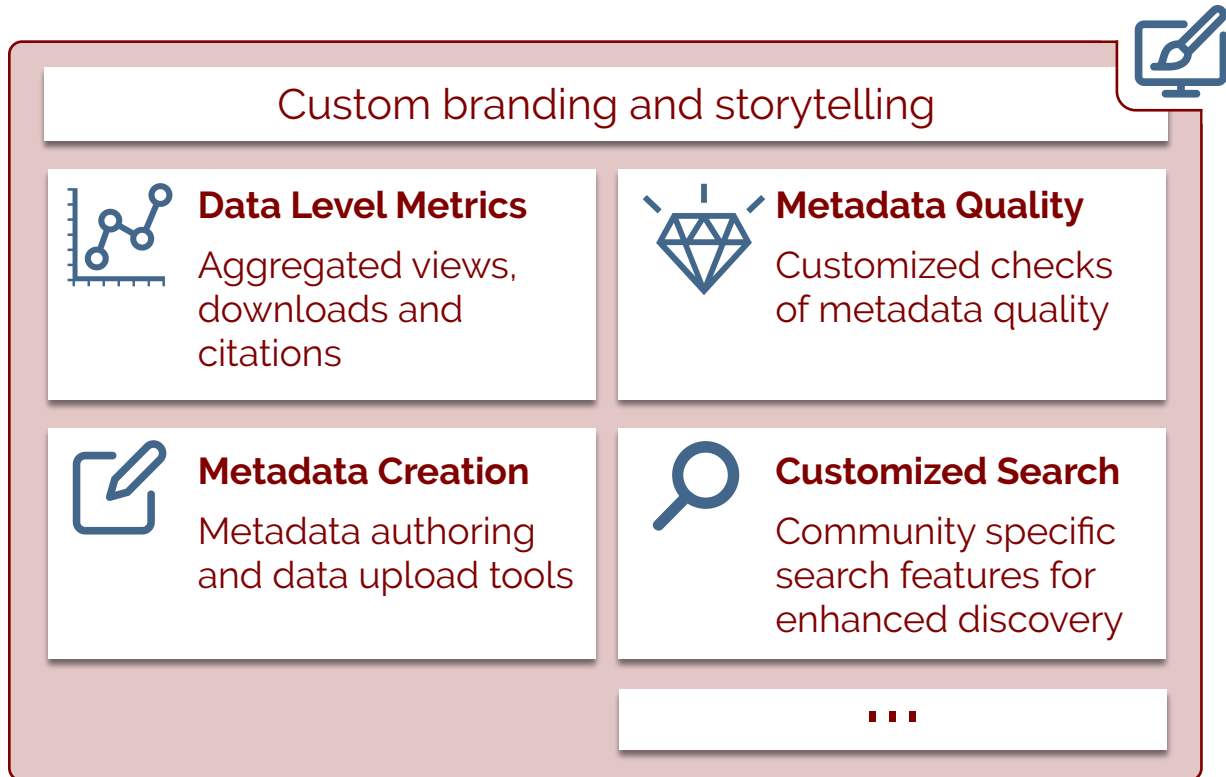 Custom branding and storytelling
Data Level Metrics
Aggregated views,
downloads and
citations
Metadata Quality
Customized checks
of metadata quality
Metadata Creation
Metadata authoring
and data upload tools
Customized Search
Community specific
search features for
enhanced discovery
...